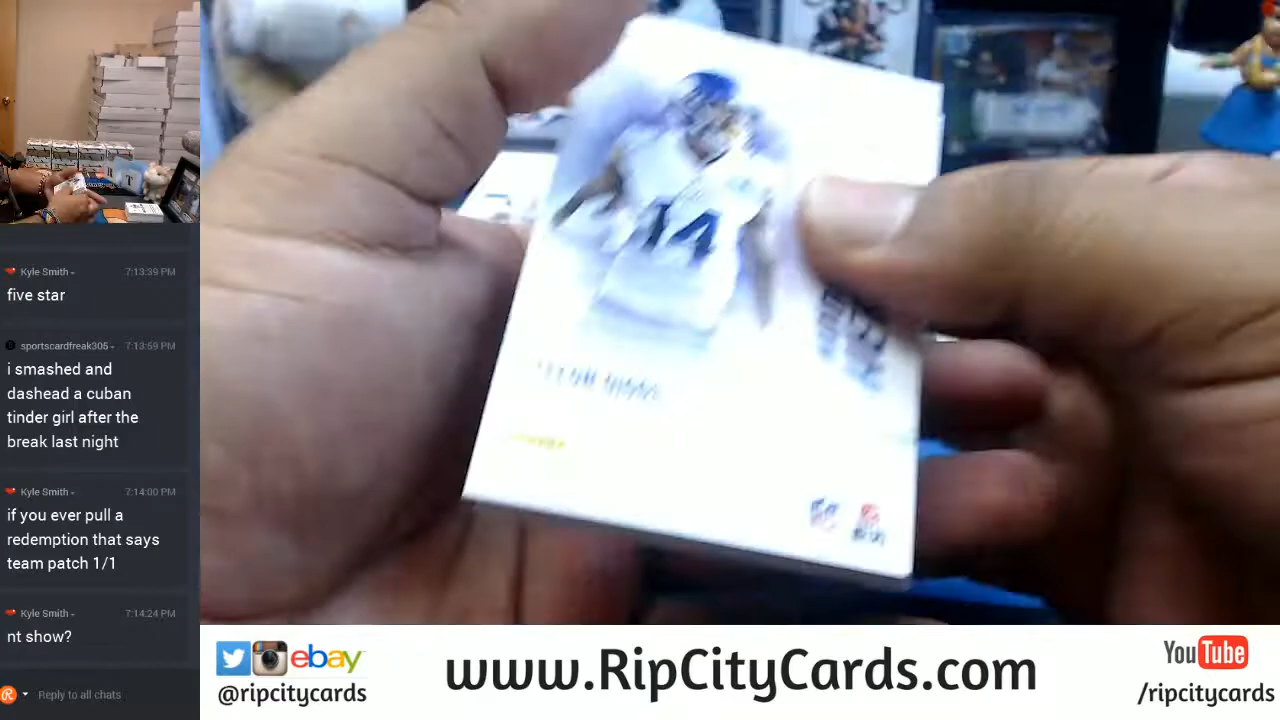 Kyle Smith
7:13:39 PM
five star
sportscardfreak305
7:13:59 PM
i smashed and
dashead a cuban
tinder girl after the
break last night
Kyle Smith
7:14:00 PM
if you ever pull a
redemption that says
team patch 1/1
Kyle Smith
7:14:24 PM
nt show?
Reply to all chats
14
ebay
@ripcitycards
www.RipCityCards.com
YouTube
/ripcitycards